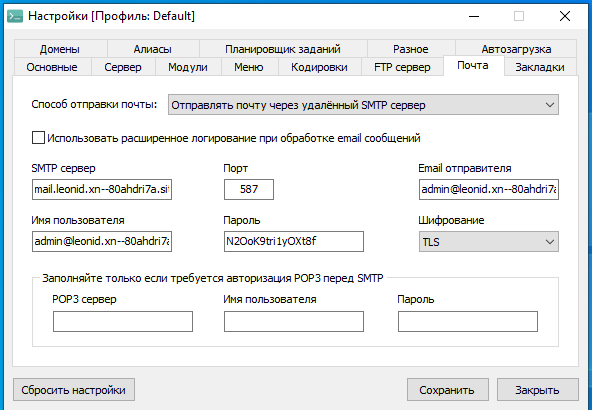 Настройки [Профиль: Default]
Домены Алиасы Планировщик заданий Разное Автозагрузка
Основные Сервер Модули Меню Кодировки FTP сервер Почта Закладки
Способ отправки почты: Отправлять почту через удалённый SMTP сервер
Использовать расширенное логирование при обработке email сообщений
SMTP сервер Порт Email отправителя
mail.leonid.xn--80ahdri7a.si 587 admin@leonid.xn--80ahdri7a
Имя пользователя Пароль Шифрование
admin@leonid.xn--80ahdri7a N2OoK9tri1yOXt8f TLS
Заполняйте только если требуется авторизация POP3 перед SMTP
POP3 сервер Имя пользователя Пароль
Сбросить настройки Сохранить Закрыть